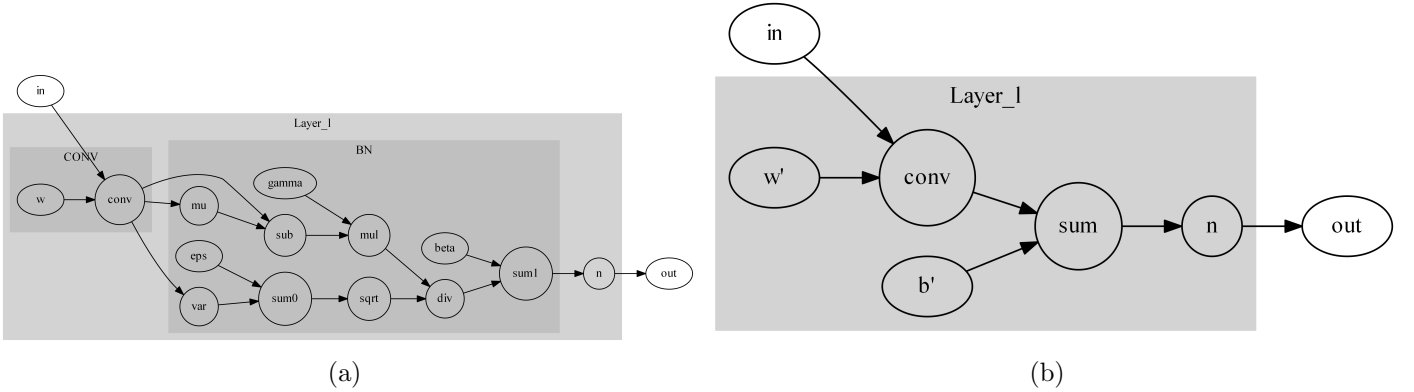 in
Layer_l
CONV
BN
w
conv
mu
gamma
sub
mul
eps
beta
var
sum0
sqrt
div
sum1
n
out
(a)
in
Layer_l
w'
conv
sum
n
out
b'
(b)